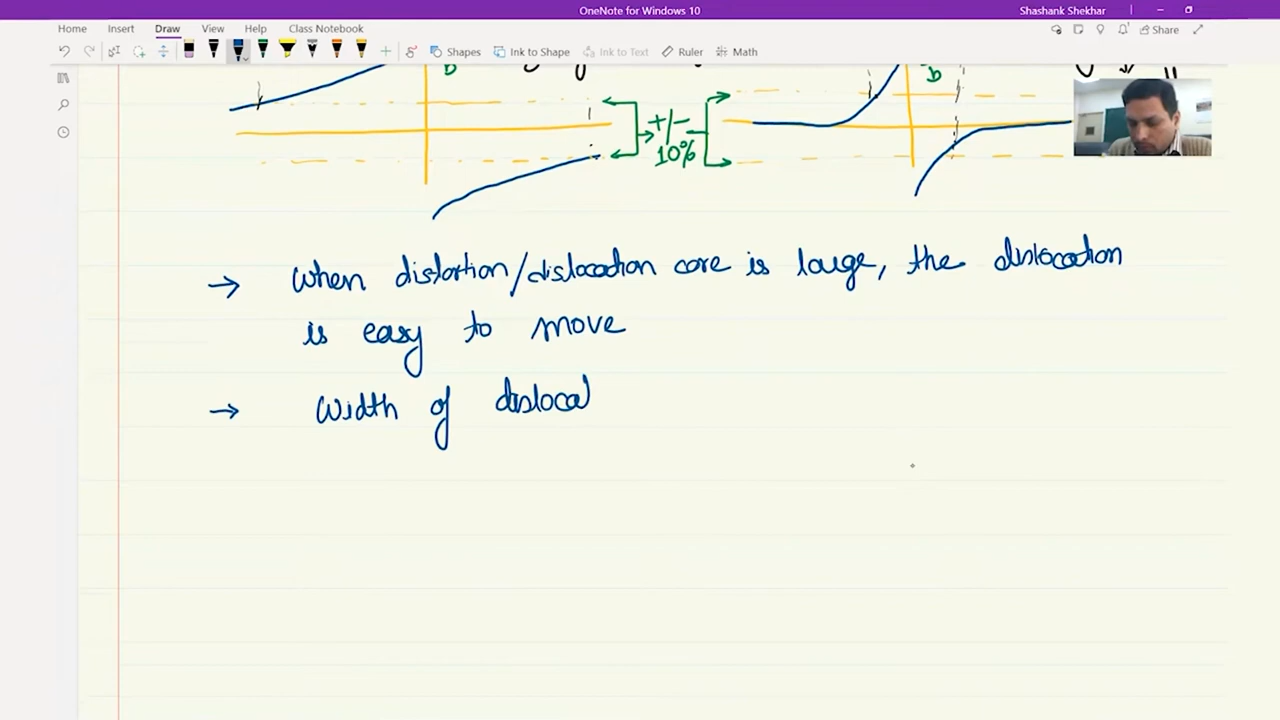 OneNote for Windows 10
Shashank Shekhar
Home Insert Draw View Help Class Notebook
Shapes Ink to Shape Ink to Text Ruler Math
Share
b
b
+/-
10%
→ When distortion/dislocation core is large, the dislocation
is easy to move
→ Width of dislocal